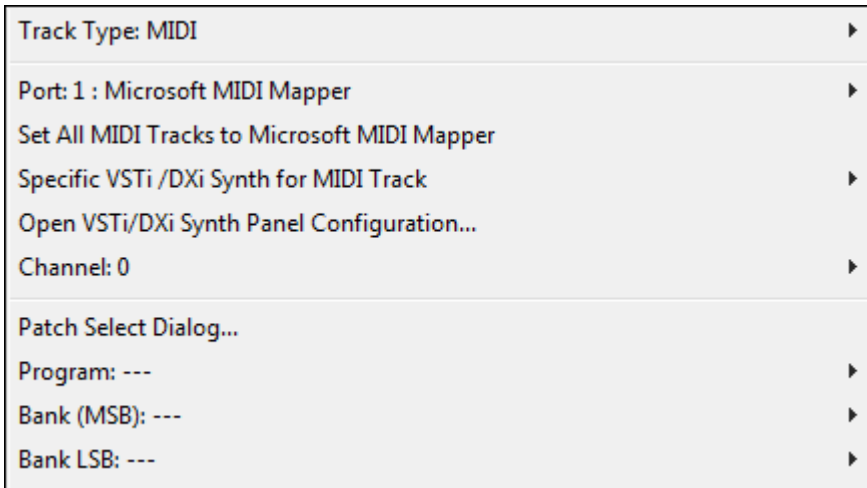 Track Type: MIDI
Port: 1 : Microsoft MIDI Mapper
Set All MIDI Tracks to Microsoft MIDI Mapper
Specific VSTi /DXi Synth for MIDI Track
Open VSTi/DXi Synth Panel Configuration...
Channel: 0
Patch Select Dialog...
Program: ---
Bank (MSB): ---
Bank LSB: ---